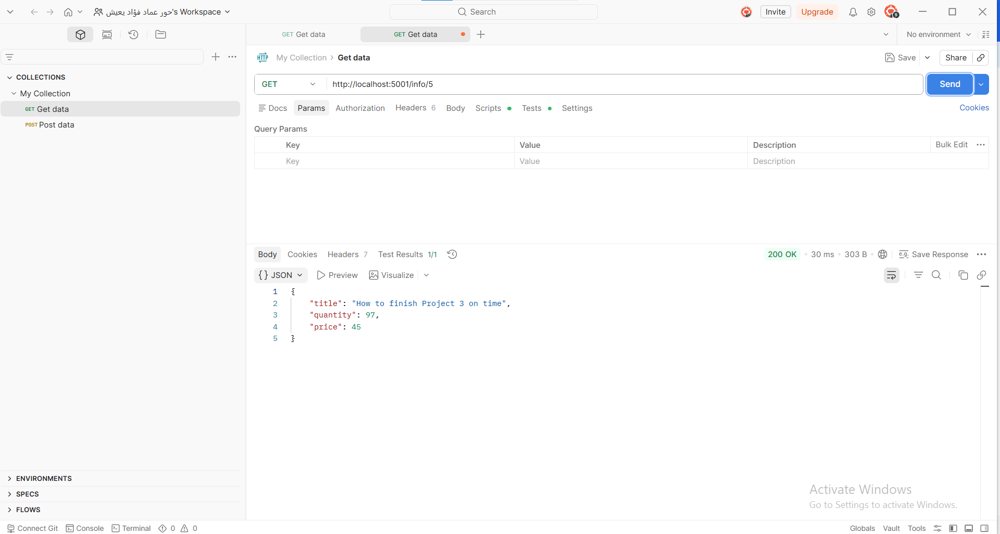 حور عماد فؤاد يعيش's Workspace
Search
Invite
Upgrade
GET Get data
GET Get data
No environment
HTTP My Collection > Get data
Save
Share
COLLECTIONS
My Collection
GET Get data
POST Post data
GET
http://localhost:5001/info/5
Send
Docs Params Authorization Headers 6 Body Scripts Tests Settings
Cookies
Query Params
Key Value Description Bulk Edit
Key Value Description
Body Cookies Headers 7 Test Results 1/1
200 OK 30 ms 303 B e.g. Save Response
{ } JSON Preview Visualize
1 {
2 "title": "How to finish Project 3 on time",
3 "quantity": 97,
4 "price": 45
5 }
ENVIRONMENTS
SPECS
FLOWS
Activate Windows
Go to Settings to activate Windows.
Connect Git Console Terminal 0 0
Globals Vault Tools